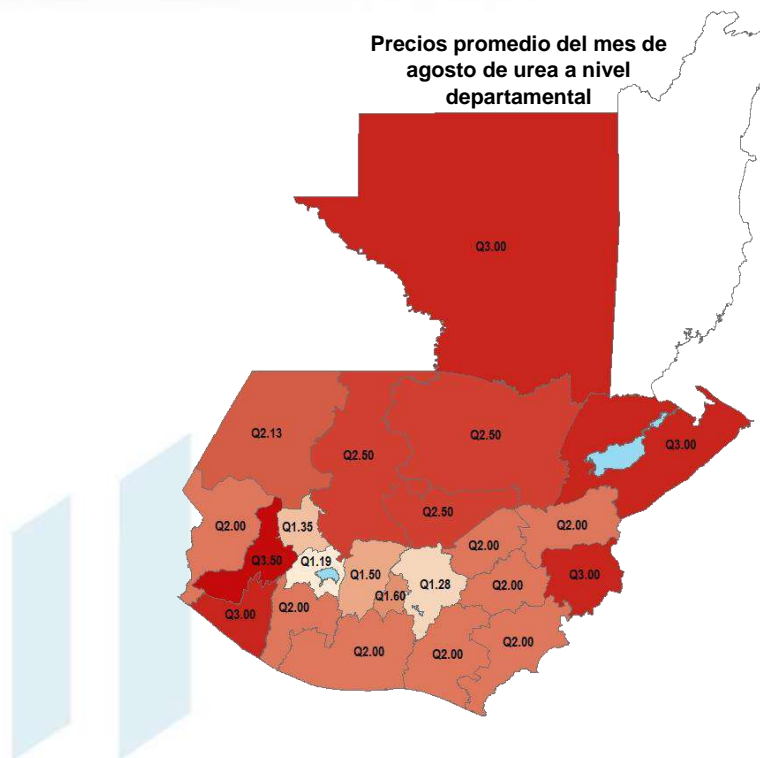 Precios promedio del mes de
agosto de urea a nivel
departamental
Q3.00
Q2.13
Q2.50
Q2.50
Q3.00
Q2.50
Q2.00
Q1.35
Q2.00
Q2.00
Q3.50
Q1.19
Q1.50
Q1.28
Q2.00
Q3.00
Q1.60
Q3.00
Q2.00
Q2.00
Q2.00
Q2.00